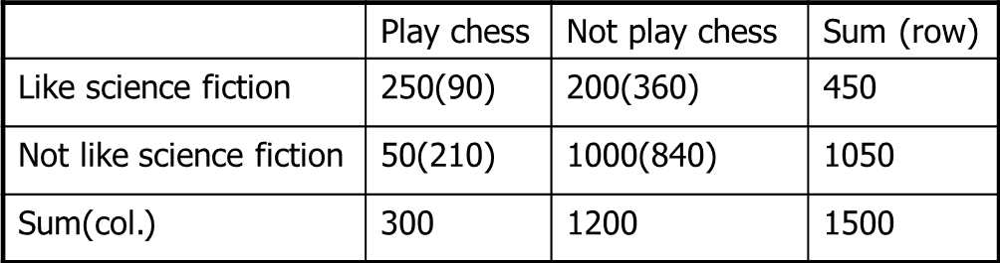 Play chess Not play chess Sum (row)
Like science fiction 250(90) 200(360) 450
Not like science fiction 50(210) 1000(840) 1050
Sum(col.) 300 1200 1500